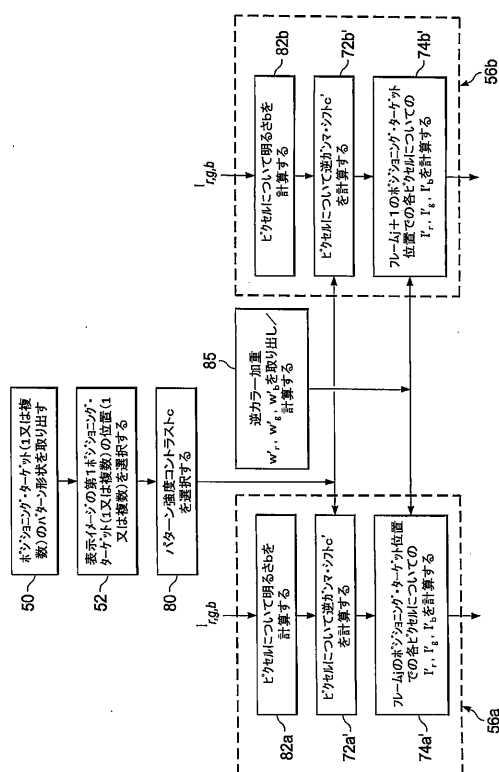 ポジショニング・ターゲット(1又は複
数)のパターン形状を取り出す
50
表示イメージの第1ポジショニング・
ターゲット(1又は複数)の位置(1
又は複数)を選択する
52
パターン強度コントラストc
を選択する
80
逆カラー加重
w'r, w'g, w'bを取り出し/
計算する
85
I r,g,b
ピクセルについて明るさbを
計算する
82a
ピクセルについて逆ガンマ・シフトc'
を計算する
72a'
フレームjのポジショニング・ターゲット位置
での各ピクセルについての
I'r, I'g, I'bを計算する
74a'
56a
I r,g,b
ピクセルについて明るさbを
計算する
82b
ピクセルについて逆ガンマ・シフトc'
を計算する
72b'
フレームj+1のポジショニング・ターゲット
位置での各ピクセルについての
I'r, I'g, I'bを計算する
74b'
56b